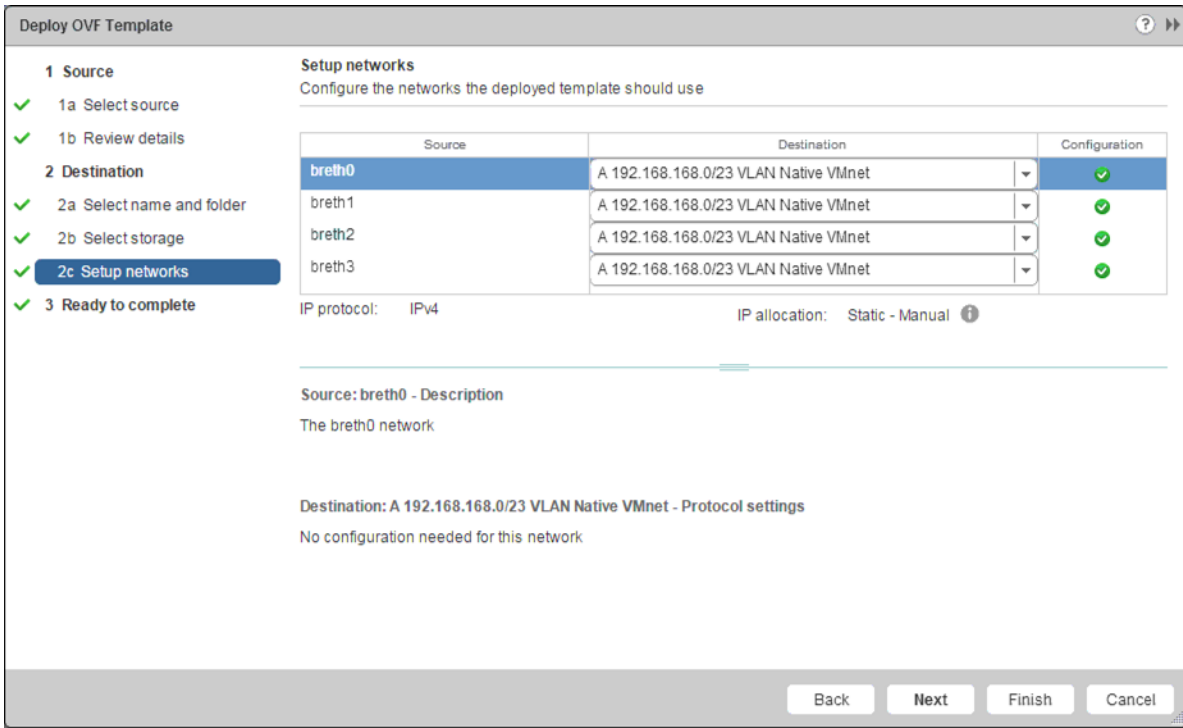 Deploy OVF Template
1 Source
1a Select source
1b Review details
2 Destination
2a Select name and folder
2b Select storage
2c Setup networks
3 Ready to complete
Setup networks
Configure the networks the deployed template should use
Source Destination Configuration
breth0 A 192.168.168.0/23 VLAN Native VMnet
breth1 A 192.168.168.0/23 VLAN Native VMnet
breth2 A 192.168.168.0/23 VLAN Native VMnet
breth3 A 192.168.168.0/23 VLAN Native VMnet
IP protocol: IPv4 IP allocation: Static - Manual
Source: breth0 - Description
The breth0 network
Destination: A 192.168.168.0/23 VLAN Native VMnet - Protocol settings
No configuration needed for this network
Back Next Finish Cancel